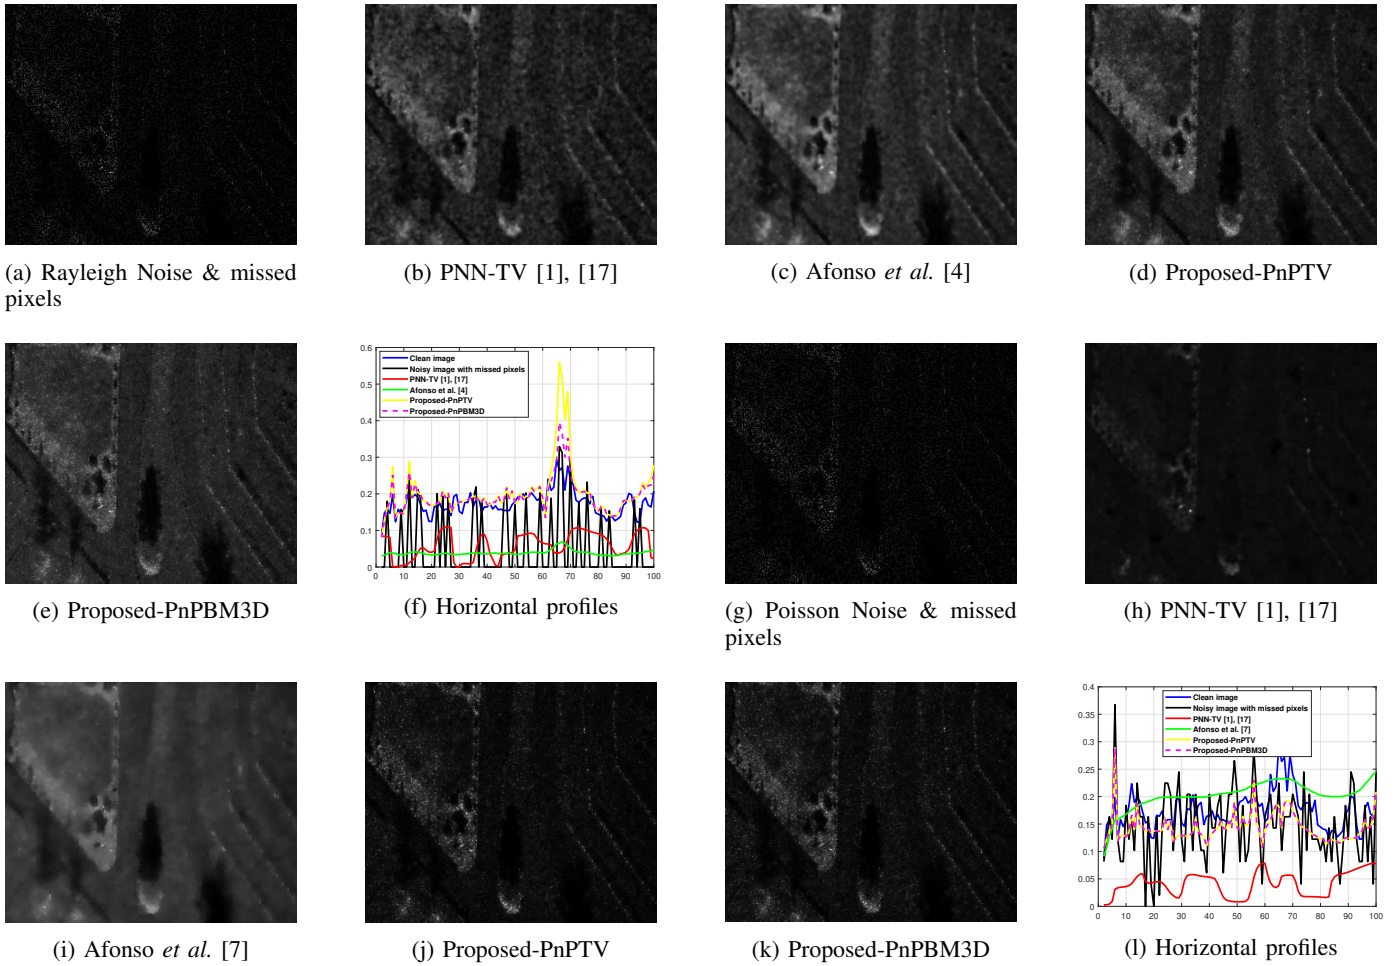 (a) Rayleigh Noise & missed
pixels
(b) PNN-TV [1], [17]
(c) Afonso et al. [4]
(d) Proposed-PnPTV
(e) Proposed-PnPBM3D
0.6
0.5
0.4
0.3
0.2
0.1
0
0 10 20 30 40 50 60 70 80 90 100
Clean image
Noisy image with missed pixels
PNN-TV [1], [17]
Afonso et al. [4]
Proposed-PnPTV
Proposed-PnPBM3D
(f) Horizontal profiles
(g) Poisson Noise & missed
pixels
(h) PNN-TV [1], [17]
(i) Afonso et al. [7]
(j) Proposed-PnPTV
(k) Proposed-PnPBM3D
0.4
0.35
0.3
0.25
0.2
0.15
0.1
0.05
0
0 10 20 30 40 50 60 70 80 90 100
Clean image
Noisy image with missed pixels
PNN-TV [1], [17]
Afonso et al. [7]
Proposed-PnPTV
Proposed-PnPBM3D
(l) Horizontal profiles